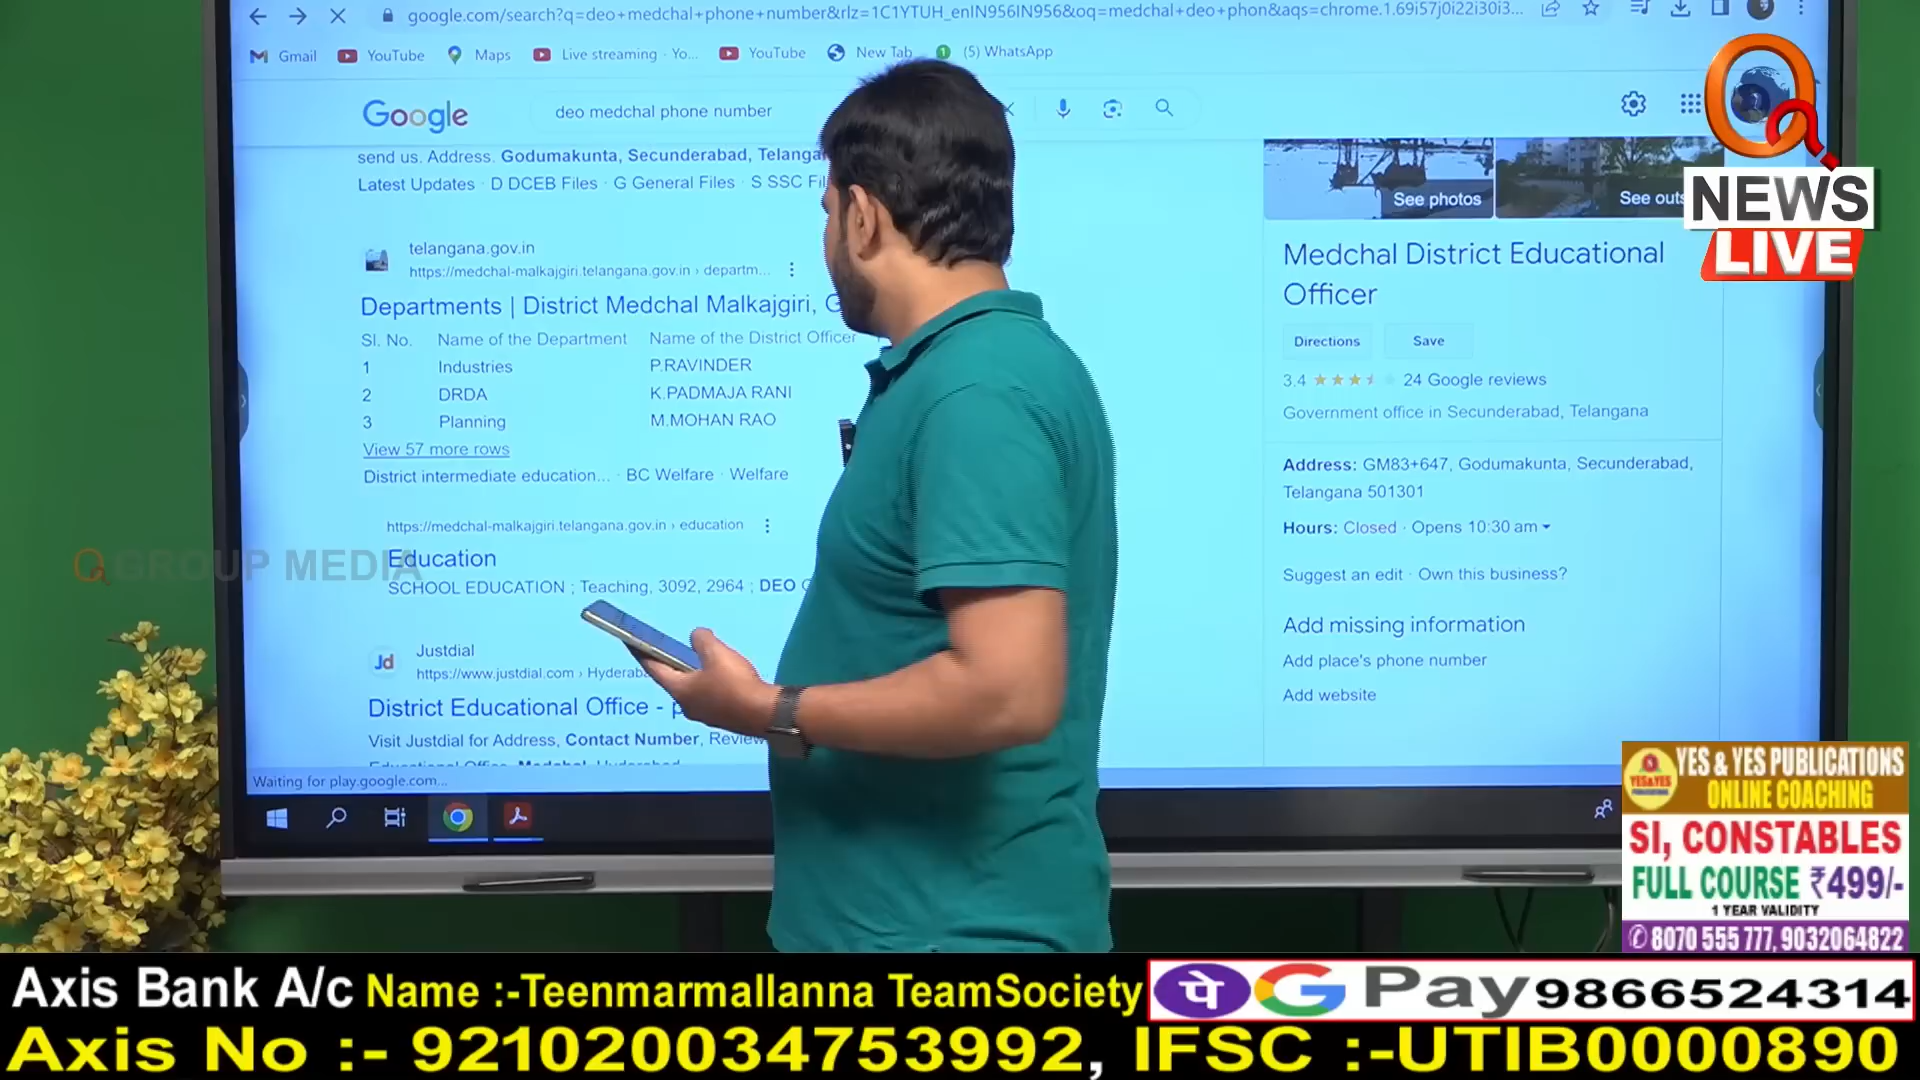 google.com/search?q=deo+medchal+phone+number&rlz=1C1YTUH_enIN956IN956&oq=medchal+deo+phon&aqs=chrome.1.69i57j0i22i30i3...
Gmail YouTube Maps Live streaming - Yo... YouTube New Tab (5) WhatsApp
Google deo medchal phone number
send us. Address. Godumakunta, Secunderabad,
Latest Updates · D DCEB Files · G General Files · S SSC
telangana.gov.in
https://medchal-malkajgiri.telangana.gov.in › departm...
Departments | District Medchal Malkajgiri,
Sl. No. Name of the Department Name of the District Officer
1 Industries P.RAVINDER
2 DRDA K.PADMAJA RANI
3 Planning M.MOHAN RAO
View 57 more rows
District intermediate education... · BC Welfare · Welfare
https://medchal-malkajgiri.telangana.gov.in › education
Education
SCHOOL EDUCATION ; Teaching, 3092, 2964 ; DEO
Jd Justdial
https://www.justdial.com ›
District Educational Office -
Visit Justdial for Address, Contact Number,
Waiting for play.google.com...
See photos
Medchal District Educational
Officer
Directions Save
3.4 24 Google reviews
Government office in Secunderabad, Telangana
Address: GM83+647, Godumakunta, Secunderabad,
Telangana 501301
Hours: Closed · Opens 10:30 am
Suggest an edit · Own this business?
Add missing information
Add place's phone number
Add website
Q GROUP MEDIA
Q
NEWS
LIVE
YES & YES PUBLICATIONS
ONLINE COACHING
SI, CONSTABLES
FULL COURSE ₹499/-
1 YEAR VALIDITY
8070 555 777, 9032064822
Axis Bank A/c Name :-Teenmarmallanna TeamSociety पे G Pay 9866524314
Axis No :- 921020034753992, IFSC :-UTIB0000890